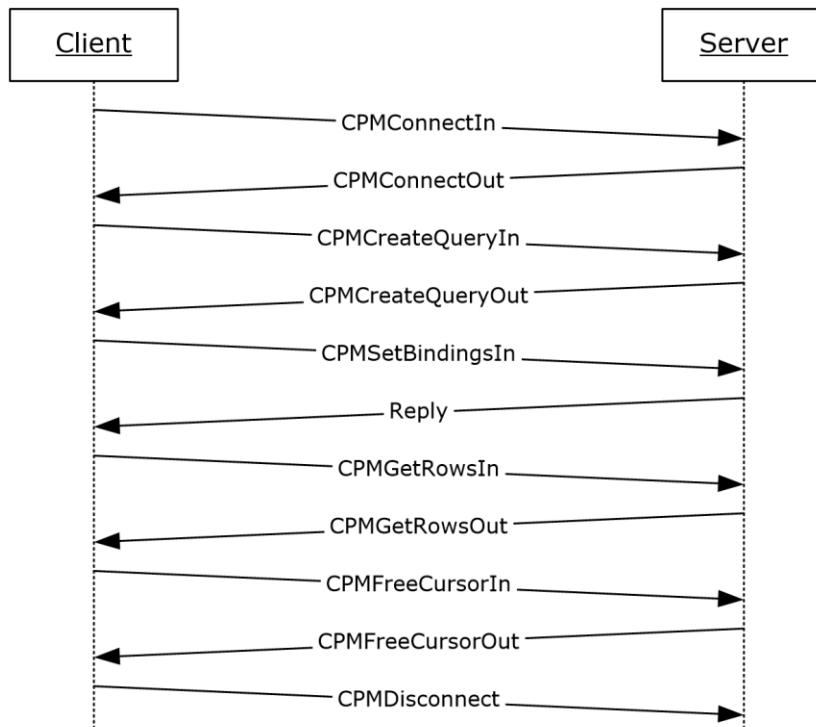 Client
Server
CPMConnectIn
CPMConnectOut
CPMCreateQueryIn
CPMCreateQueryOut
CPMSetBindingsIn
Reply
CPMGetRowsIn
CPMGetRowsOut
CPMFreeCursorIn
CPMFreeCursorOut
CPMDisconnect